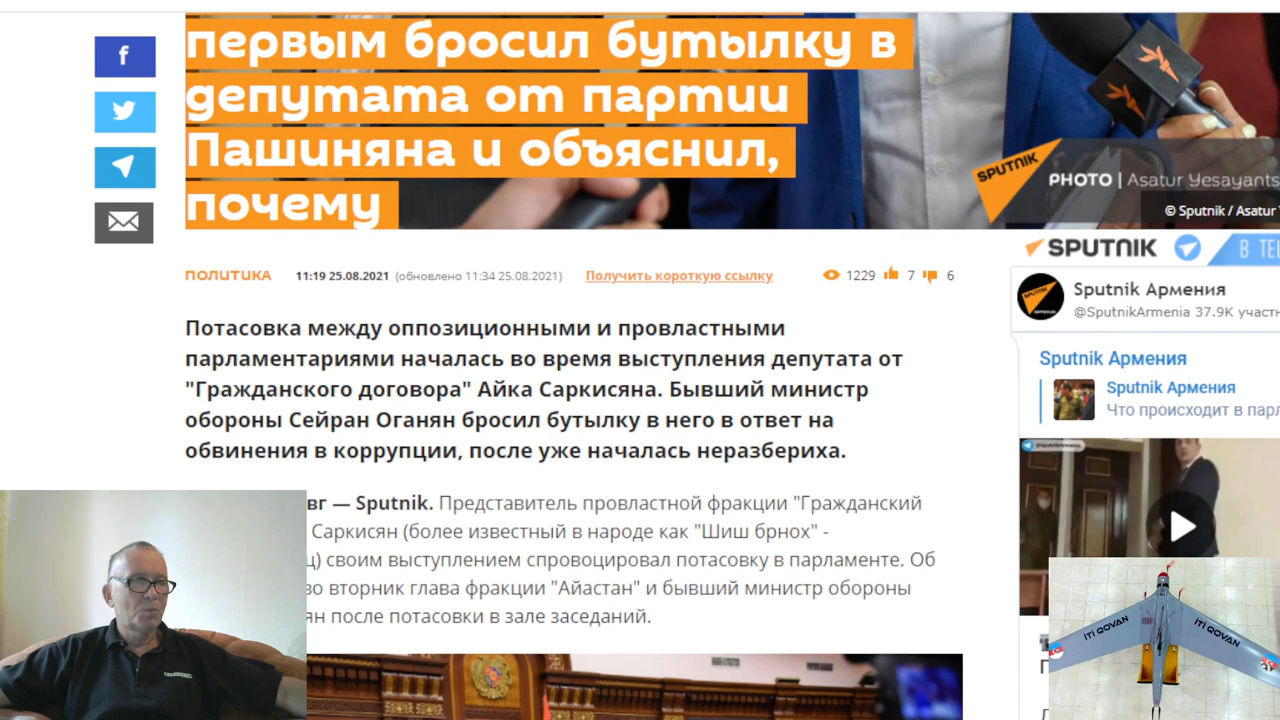 первым бросил бутылку в
депутата от партии
Пашиняна и объяснил,
почему
SPUTNIK
PHOTO | Asatur Yesayants
© Sputnik / Asatur
ПОЛИТИКА 11:19 25.08.2021 (обновлено 11:34 25.08.2021) Получить короткую ссылку 1229 7 6
Потасовка между оппозиционными и провластными
парламентариями началась во время выступления депутата от
"Гражданского договора" Айка Саркисяна. Бывший министр
обороны Сейран Оганян бросил бутылку в него в ответ на
обвинения в коррупции, после уже началась неразбериха.
вг — Sputnik. Представитель провластной фракции "Гражданский
Саркисян (более известный в народе как "Шиш брнох" -
ц) своим выступлением спровоцировал потасовку в парламенте. Об
во вторник глава фракции "Айастан" и бывший министр обороны
ян после потасовки в зале заседаний.
SPUTNIK В ТЕL
Sputnik Армения
@SputnikArmenia 37.9K участн
Sputnik Армения
Sputnik Армения
Что происходит в парл
İTİ QOVAN
İTİ QOVAN